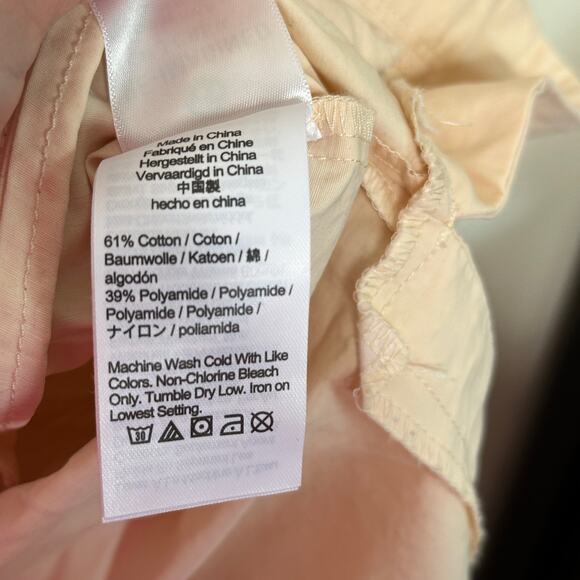 Made in China
Fabriqué en Chine
Hergestellt in China
Vervaardigd in China
中国製
hecho en china
61% Cotton / Coton /
Baumwolle / Katoen / 綿 /
algodón
39% Polyamide / Polyamide /
Polyamide / Polyamide /
ナイロン / poliamida
Machine Wash Cold With Like
Colors. Non-Chlorine Bleach
Only. Tumble Dry Low. Iron on
Lowest Setting.
30